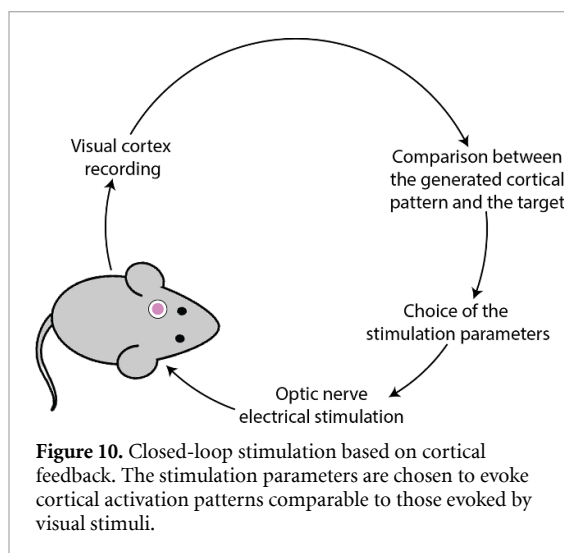 Visual cortex
recording
Comparison between
the generated cortical
pattern and the target
Choice of the
stimulation parameters
Optic nerve
electrical stimulation
Figure 10. Closed-loop stimulation based on cortical
feedback. The stimulation parameters are chosen to evoke
cortical activation patterns comparable to those evoked by
visual stimuli.